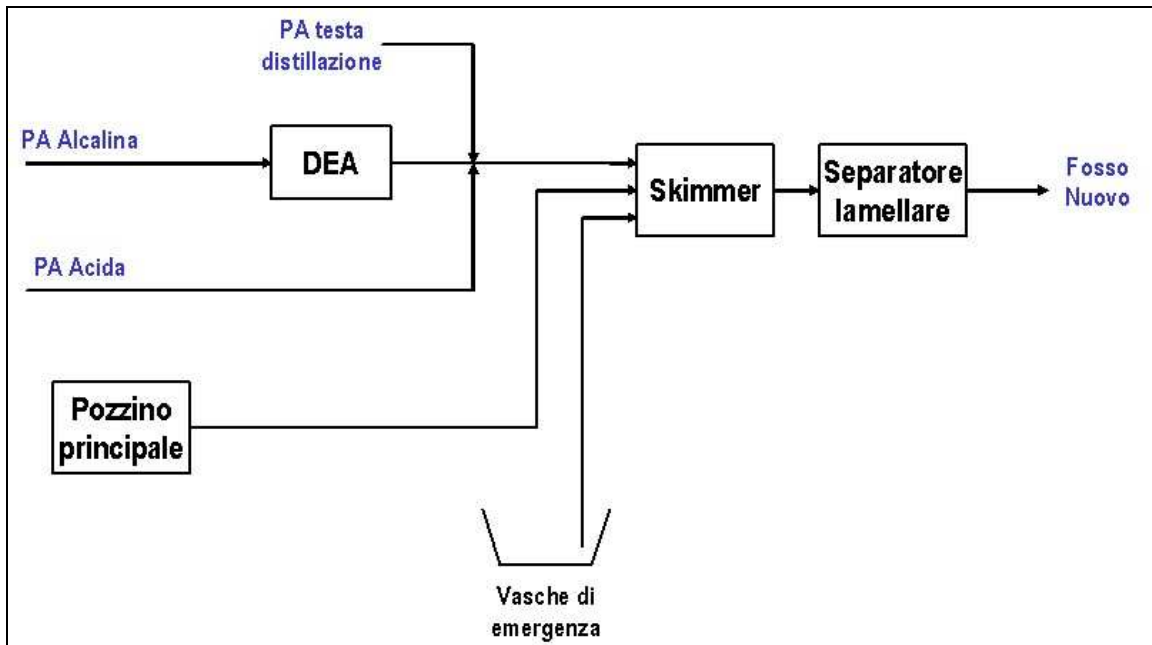 PA testa
distillazione
PA Alcalina
DEA
Skimmer
Separatore
lamellare
Fosso
Nuovo
PA Acida
Pozzino
principale
Vasche di
emergenza